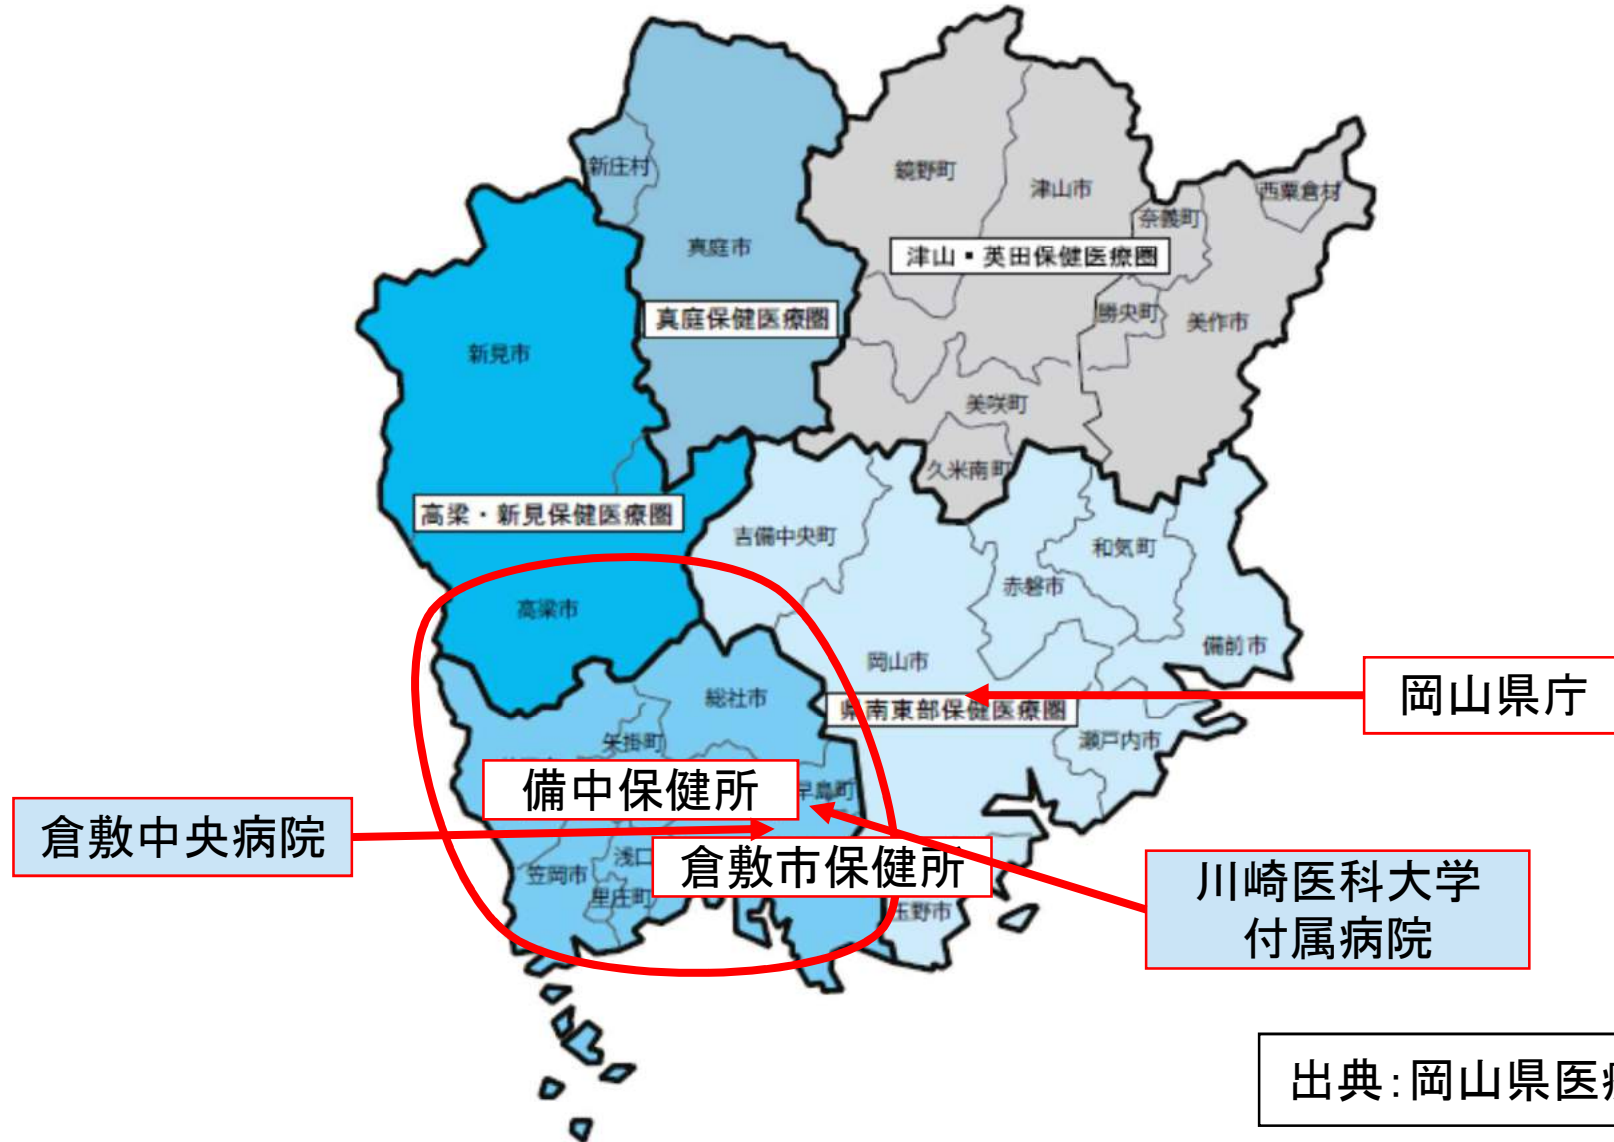 新庄村
鏡野町
津山市
西粟倉村
奈義町
真庭市
津山・英田保健医療圏
真庭保健医療圏
勝央町
美作市
新見市
美咲町
久米南町
高梁・新見保健医療圏
吉備中央町
和気町
赤磐市
高梁市
備前市
岡山市
岡山県庁
総社市
県南東部保健医療圏
矢掛町
瀬戸内市
備中保健所
早島町
倉敷中央病院
倉敷市保健所
浅口
笠岡市
里庄町
川崎医科大学
付属病院
玉野市
出典:岡山県医